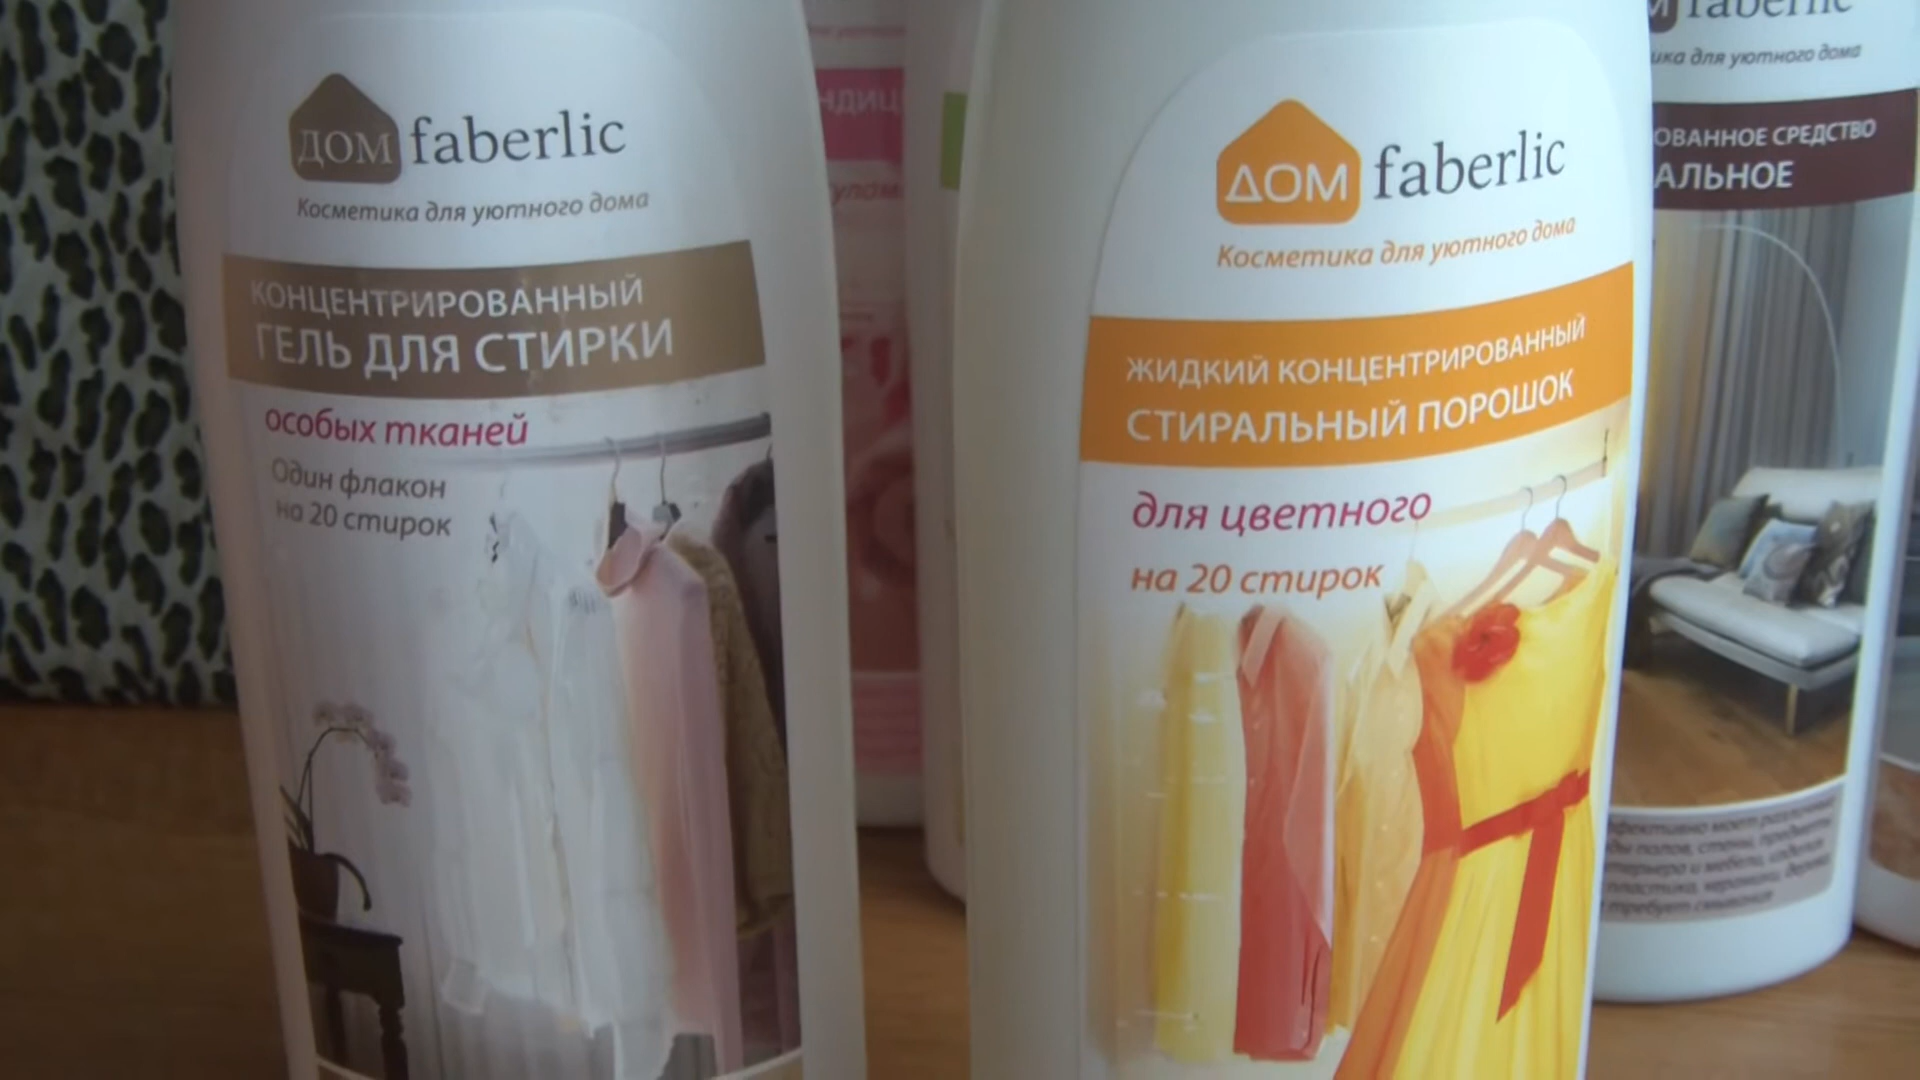 ДОМ faberlic
Косметика для уютного дома
КОНЦЕНТРИРОВАННЫЙ
ГЕЛЬ ДЛЯ СТИРКИ
особых тканей
Один флакон
на 20 стирок
ДОМ faberlic
Косметика для уютного дома
ЖИДКИЙ КОНЦЕНТРИРОВАННЫЙ
СТИРАЛЬНЫЙ ПОРОШОК
для цветного
на 20 стирок
faberlic
для уютного дома
ОВАННОЕ СРЕДСТВО
АЛЬНОЕ